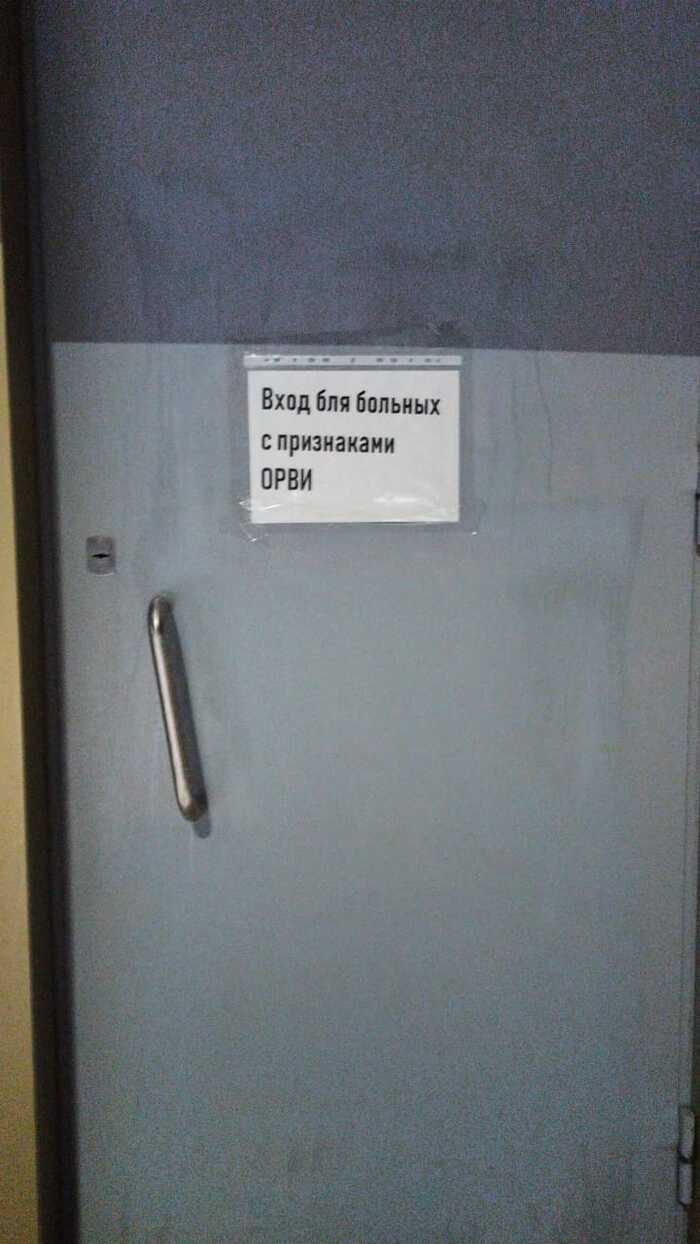 Вход бля больных
с признаками
ОРВИ